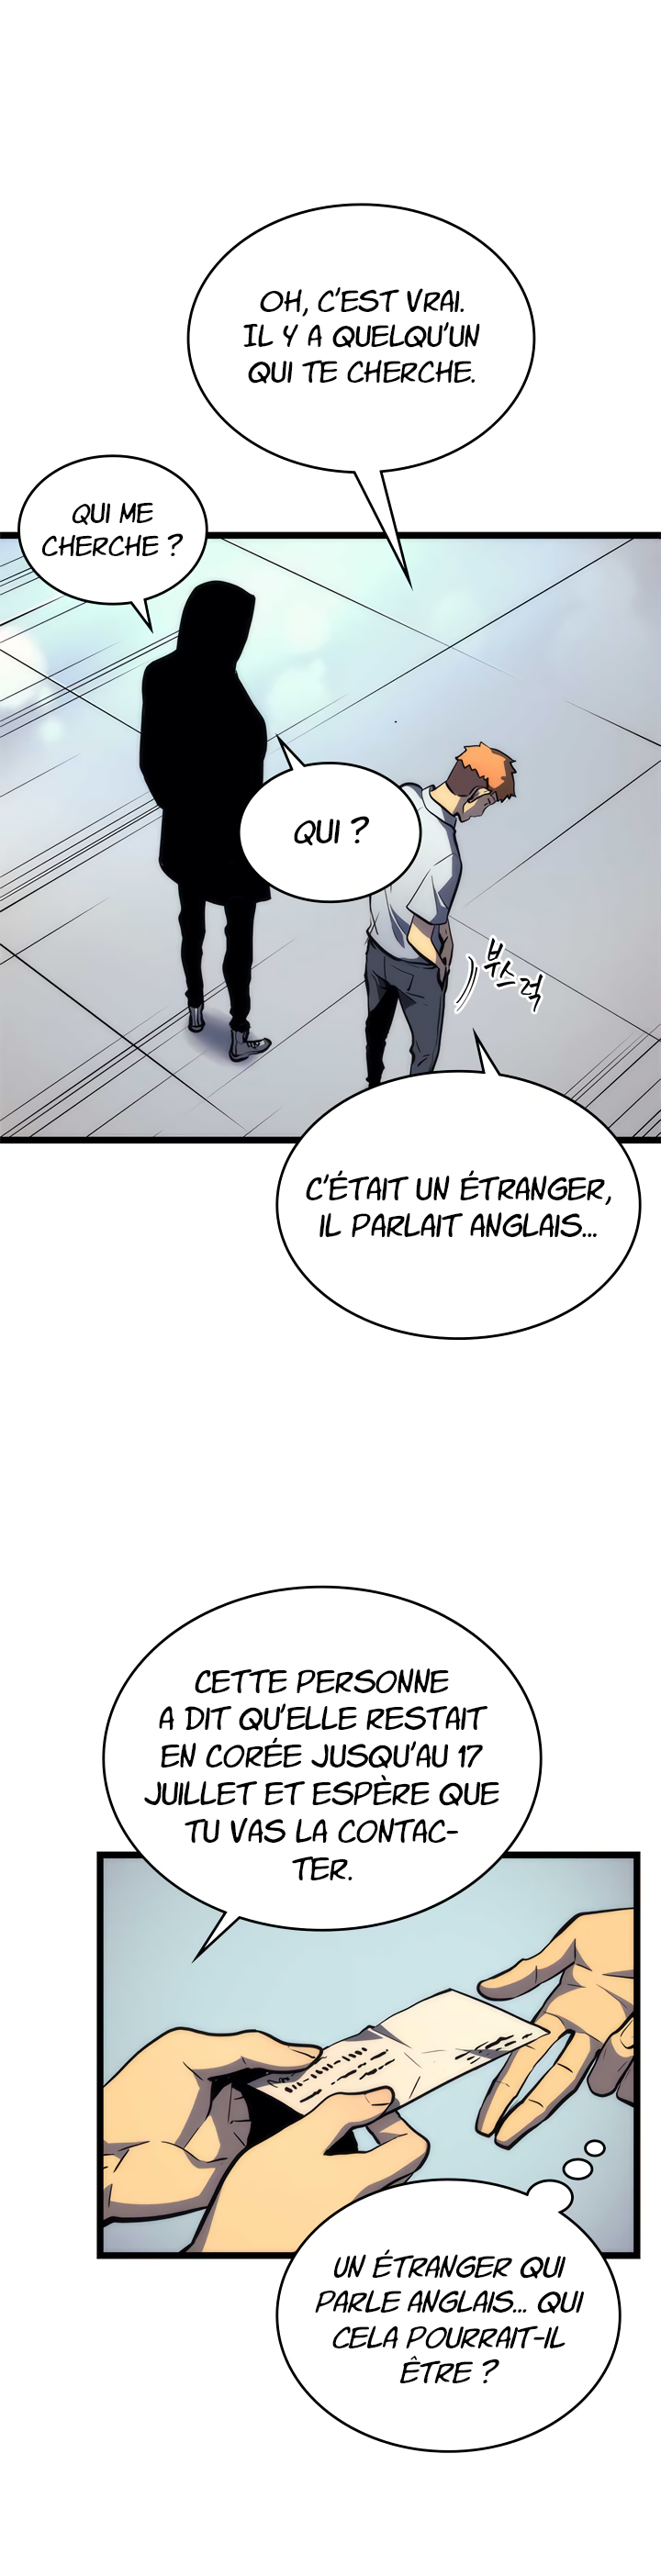 OH, C'EST VRAI.
IL Y A QUELQU'UN
QUI TE CHERCHE.
QUI ME
CHERCHE ?
QUI ?
부스럭
C'ÉTAIT UN ÉTRANGER,
IL PARLAIT ANGLAIS...
CETTE PERSONNE
A DIT QU'ELLE RESTAIT
EN CORÉE JUSQU'AU 17
JUILLET ET ESPÈRE QUE
TU VAS LA CONTAC-
TER.
UN ÉTRANGER QUI
PARLE ANGLAIS... QUI
CELA POURRAIT-IL
ÊTRE ?